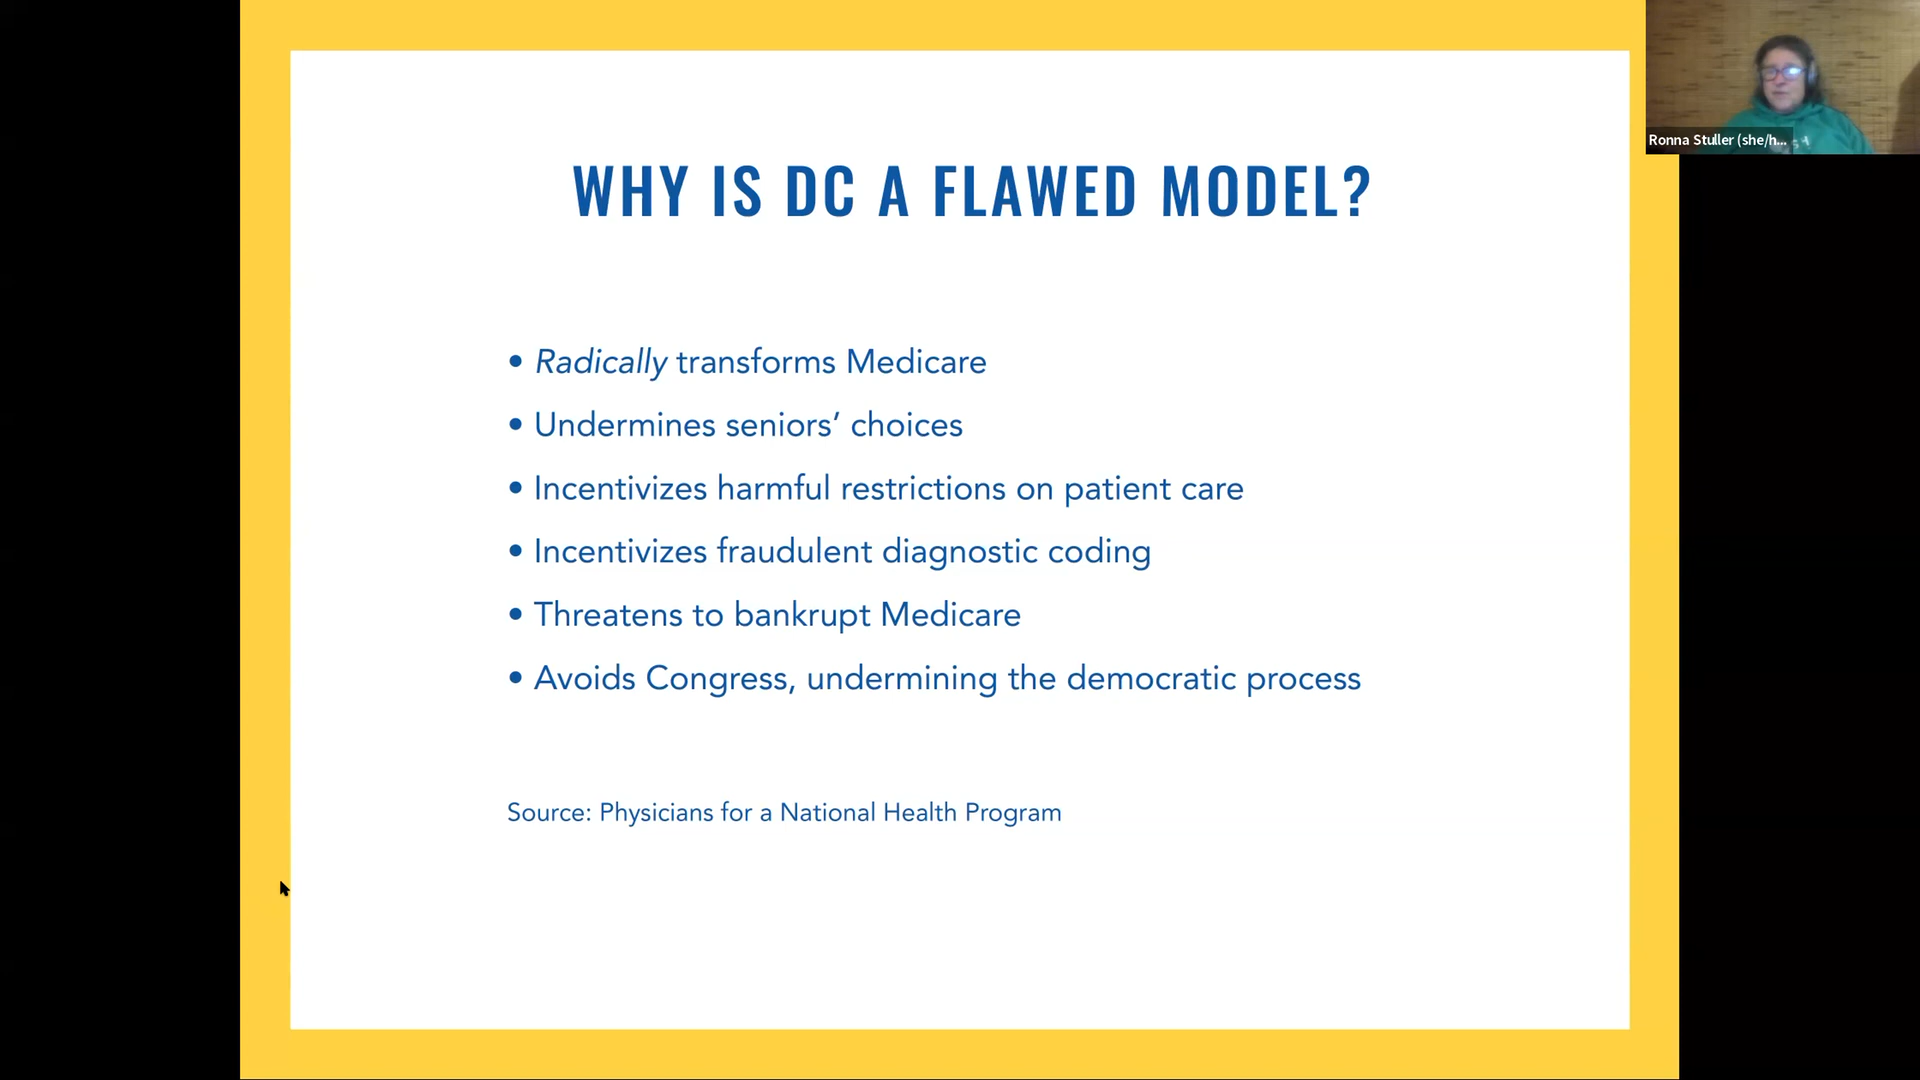 WHY IS DC A FLAWED MODEL?
• Radically transforms Medicare
• Undermines seniors’ choices
• Incentivizes harmful restrictions on patient care
• Incentivizes fraudulent diagnostic coding
• Threatens to bankrupt Medicare
• Avoids Congress, undermining the democratic process
Source: Physicians for a National Health Program
Ronna Stuller (she/h...